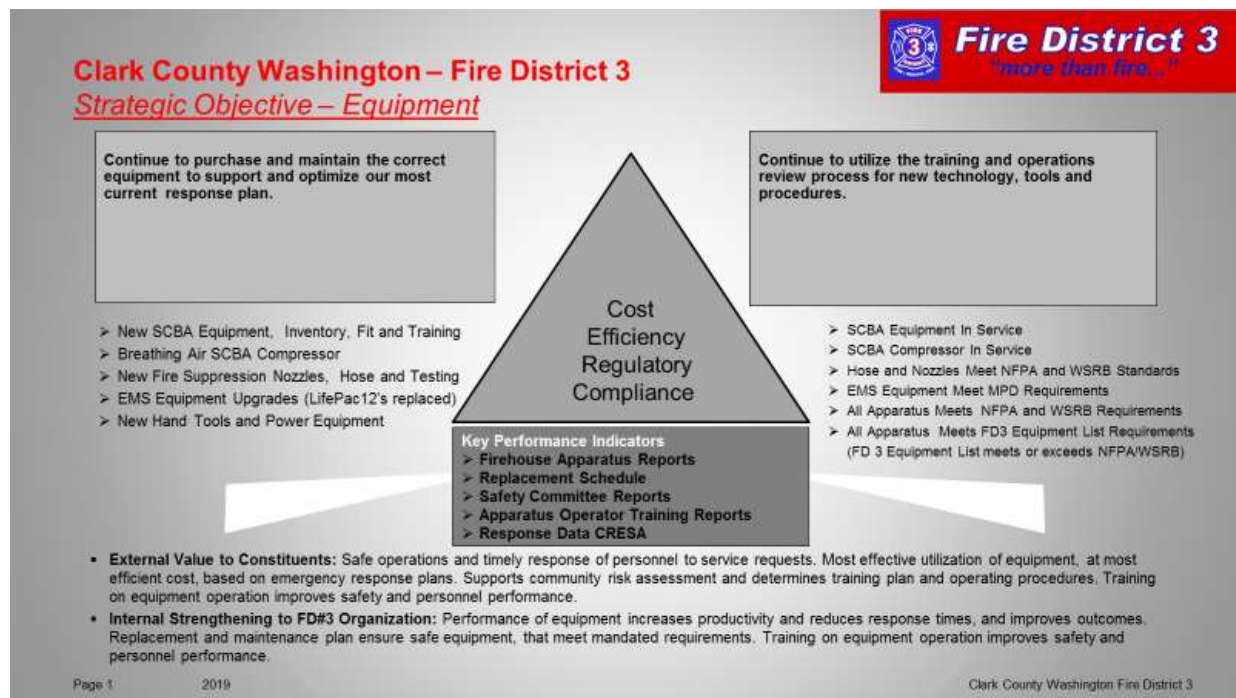 Clark County Washington – Fire District 3
Strategic Objective – Equipment
3
Fire District 3
"more than fire..."
Continue to purchase and maintain the correct
equipment to support and optimize our most
current response plan.
Continue to utilize the training and operations
review process for new technology, tools and
procedures.
Cost
Efficiency
Regulatory
Compliance
➢ New SCBA Equipment, Inventory, Fit and Training
➢ Breathing Air SCBA Compressor
➢ New Fire Suppression Nozzles, Hose and Testing
➢ EMS Equipment Upgrades (LifePac12's replaced)
➢ New Hand Tools and Power Equipment
➢ SCBA Equipment In Service
➢ SCBA Compressor In Service
➢ Hose and Nozzles Meet NFPA and WSRB Standards
➢ EMS Equipment Meet MPD Requirements
➢ All Apparatus Meets NFPA and WSRB Requirements
➢ All Apparatus Meets FD3 Equipment List Requirements
(FD 3 Equipment List meets or exceeds NFPA/WSRB)
Key Performance Indicators
➢ Firehouse Apparatus Reports
➢ Replacement Schedule
➢ Safety Committee Reports
➢ Apparatus Operator Training Reports
➢ Response Data CRESA
▪ External Value to Constituents: Safe operations and timely response of personnel to service requests. Most effective utilization of equipment, at most
efficient cost, based on emergency response plans. Supports community risk assessment and determines training plan and operating procedures. Training
on equipment operation improves safety and personnel performance.
▪ Internal Strengthening to FD#3 Organization: Performance of equipment increases productivity and reduces response times, and improves outcomes.
Replacement and maintenance plan ensure safe equipment, that meet mandated requirements. Training on equipment operation improves safety and
personnel performance.
Page 1
2019
Clark County Washington Fire District 3